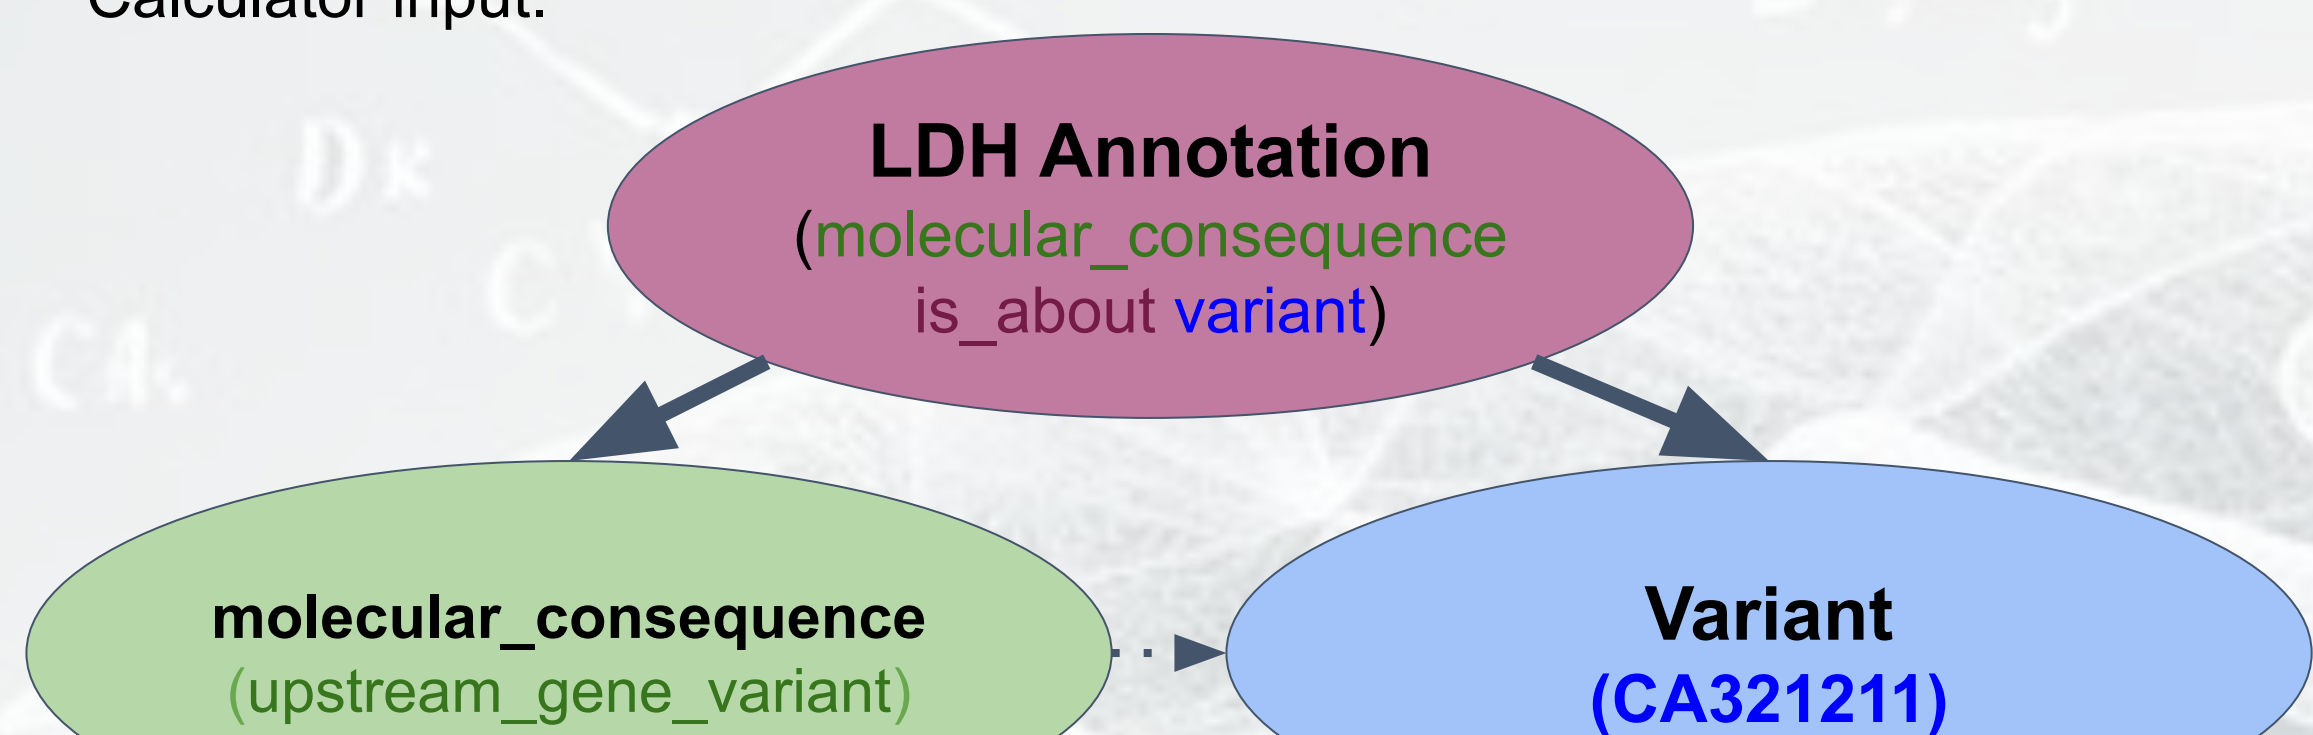 Calculator input:
LDH Annotation
(molecular_consequence
is_about variant)
molecular_consequence
(upstream_gene_variant)
Variant
(CA321211)